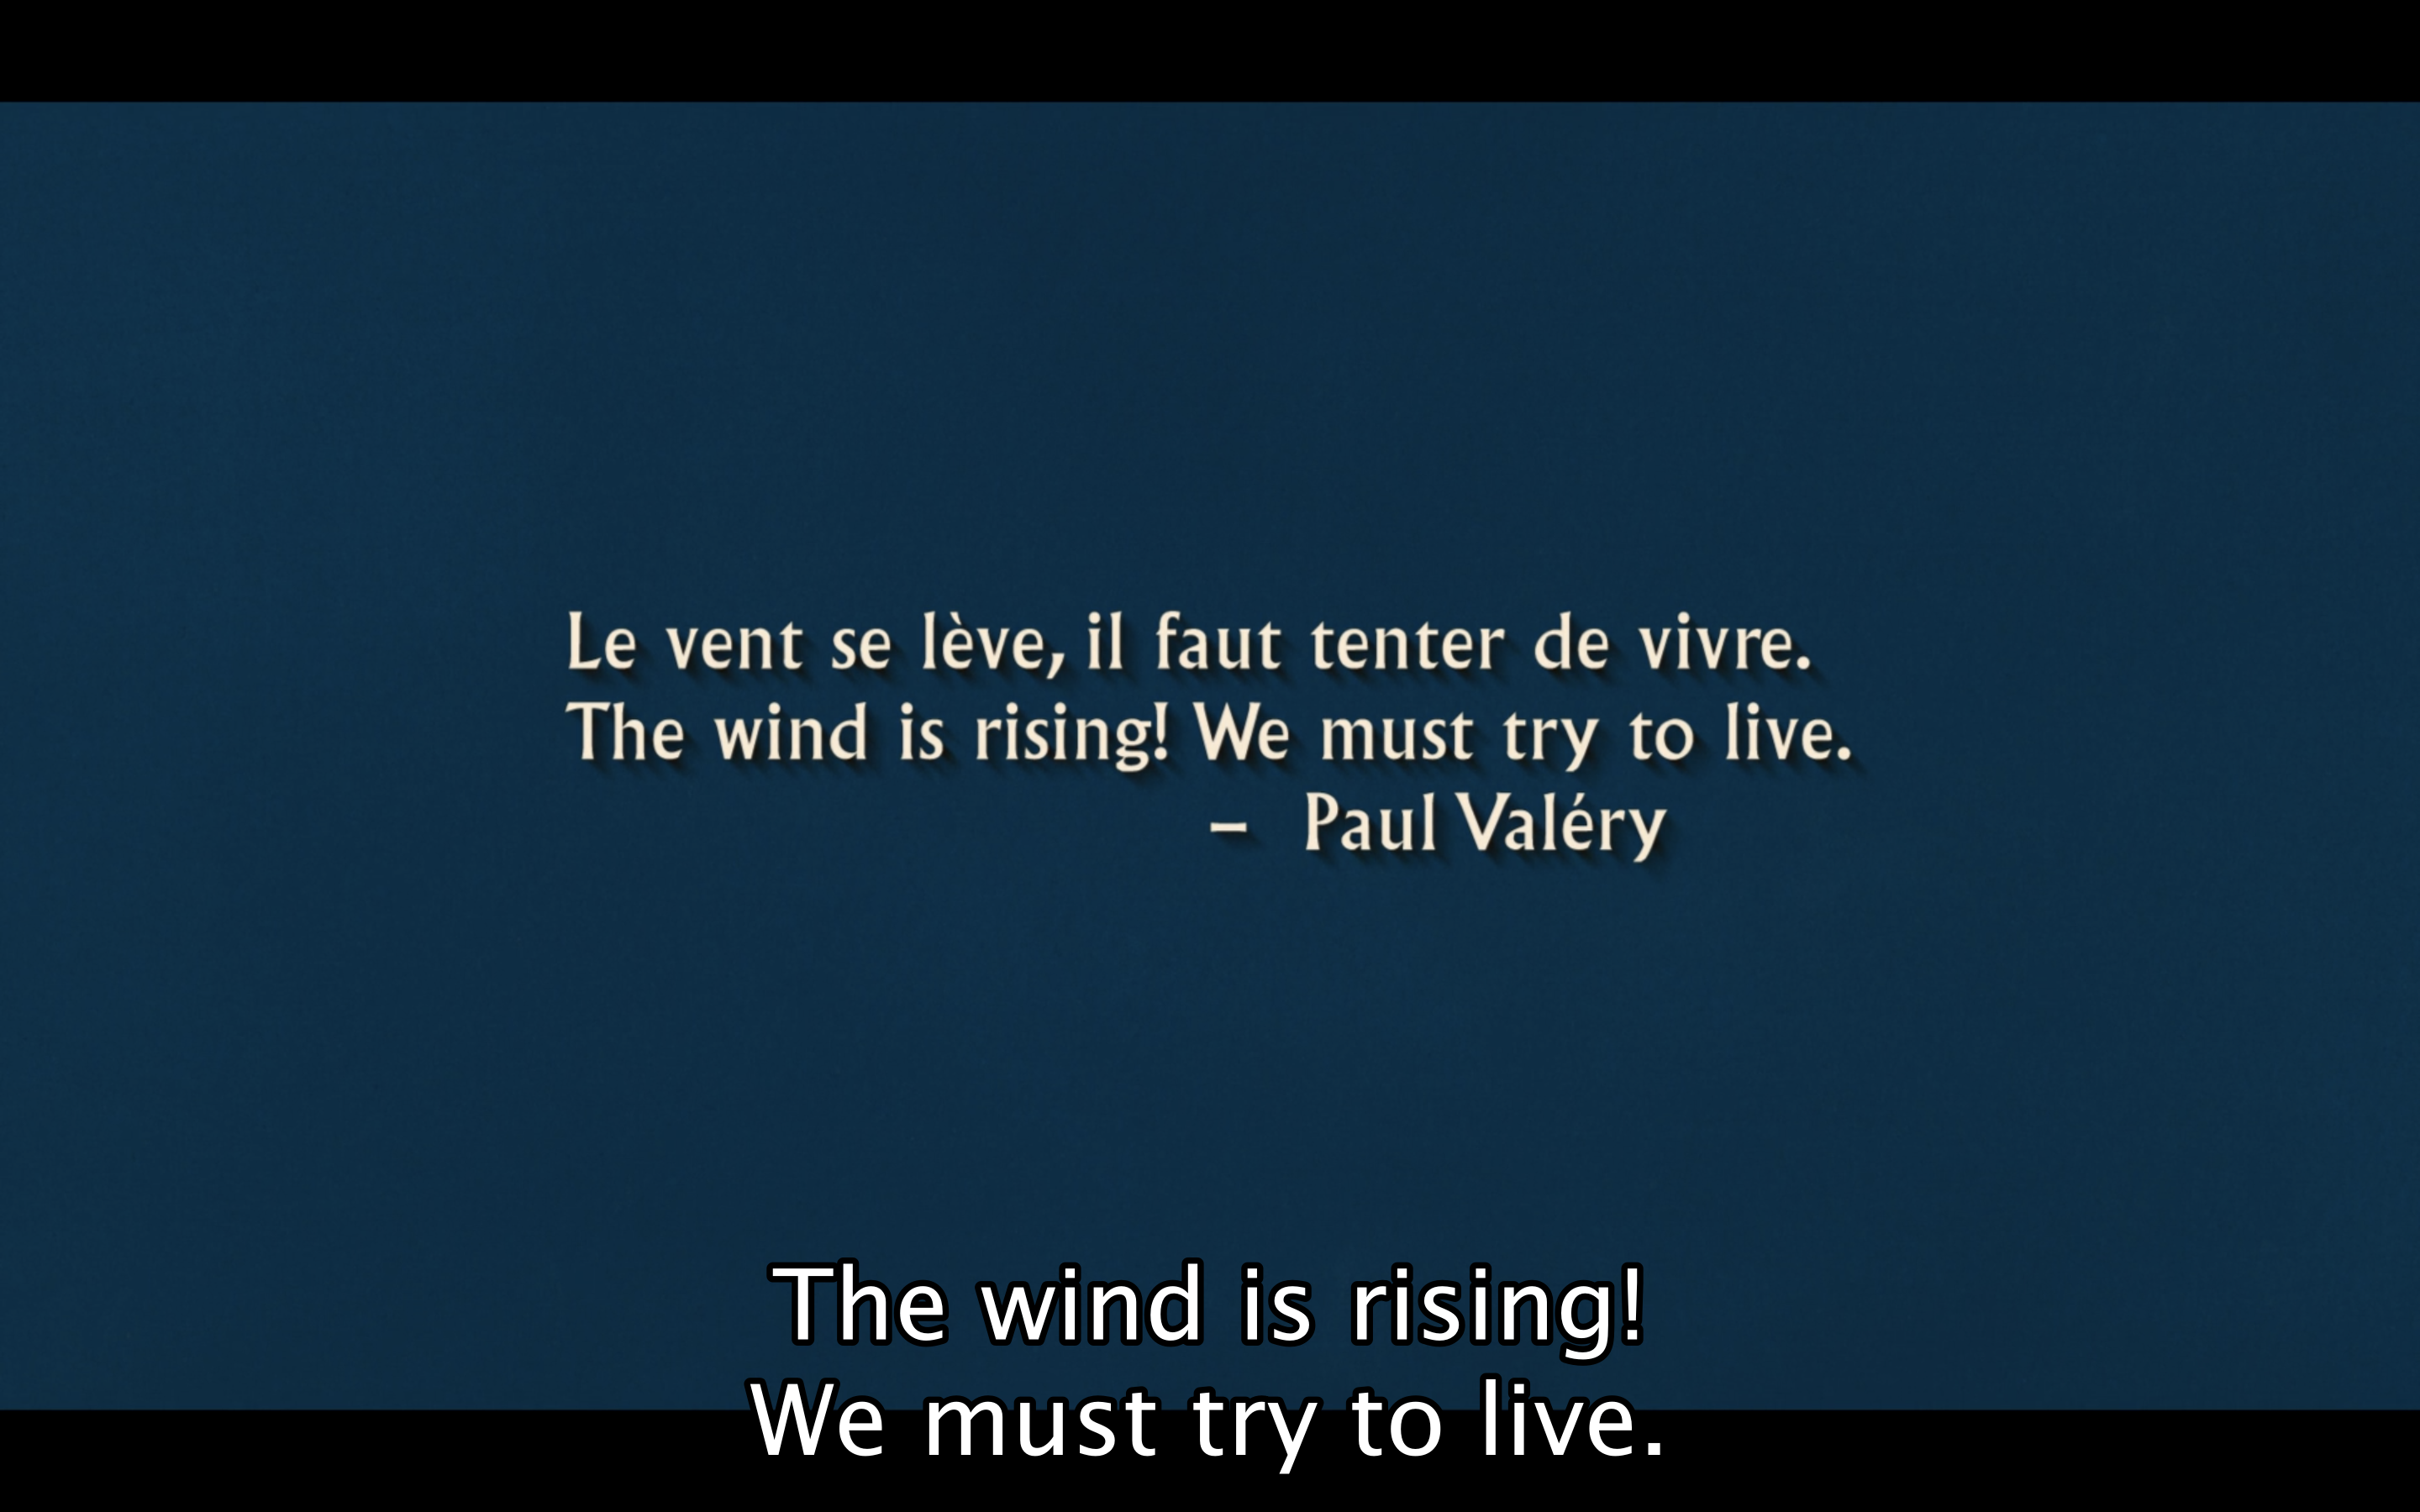 Le vent se lève, il faut tenter de vivre.
The wind is rising! We must try to live.
– Paul Valéry
The wind is rising!
We must try to live.